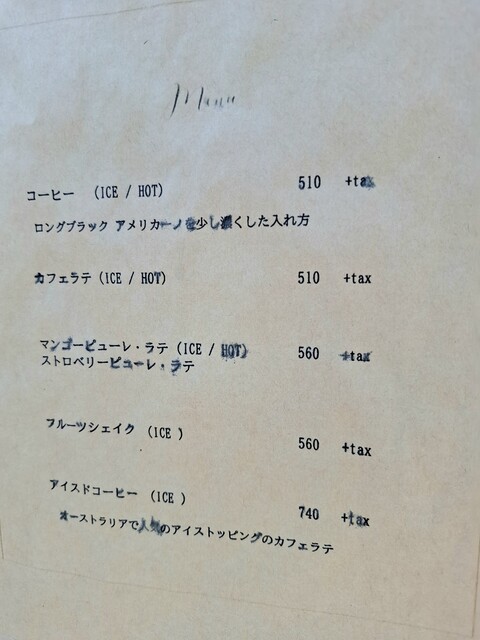 Menu
コーヒー (ICE / HOT) 510 +tax
ロングブラック アメリカーノを少し濃くした入れ方
カフェラテ (ICE / HOT) 510 +tax
マンゴーピューレ・ラテ (ICE / HOT) 560 +tax
ストロベリーピューレ・ラテ
フルーツシェイク (ICE ) 560 +tax
アイスドコーヒー (ICE ) 740 +tax
オーストラリアで人気のアイストッピングのカフェラテ